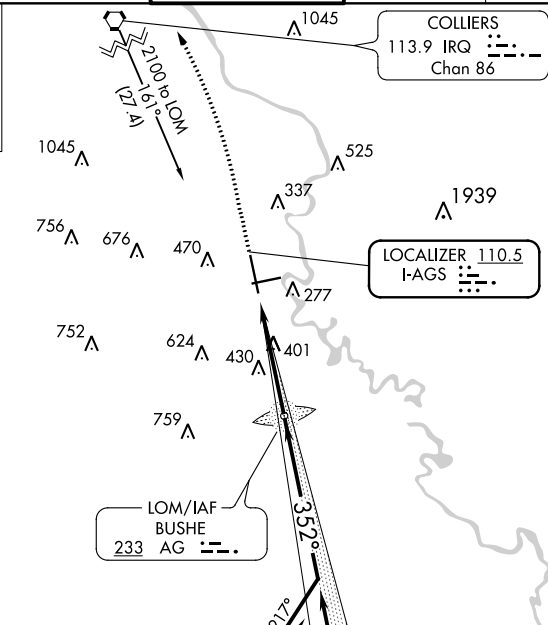 1045
COLLIERS
113.9 IRQ
Chan 86
2100 to LOM
161°
(27.4)
1045
525
337
1939
756
676
470
LOCALIZER 110.5
I-AGS
277
752
624
430
401
759
LOM/IAF
BUSHE
233 AG
352°
217°